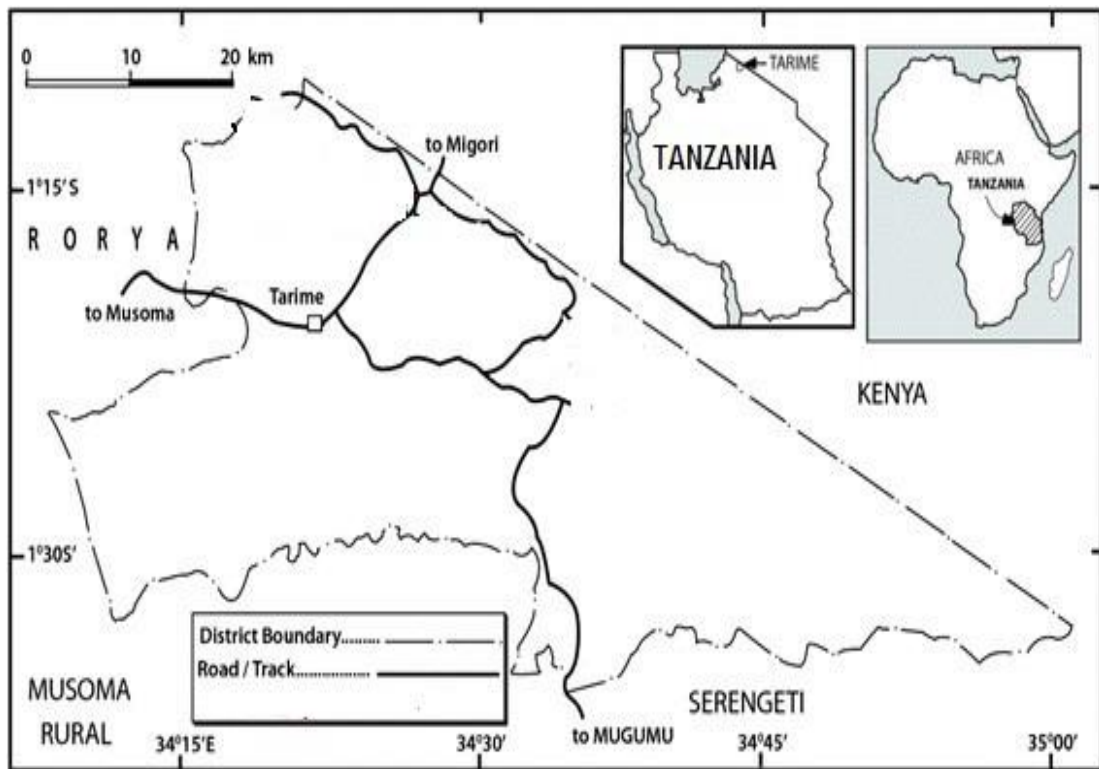 0 10 20 km
to Migori
TARIME
TANZANIA
AFRICA
TANZANIA
1°15'S
RORYA
Tarime
to Musoma
KENYA
1°30S'
District Boundary.........
Road / Track..................
MUSOMA
RURAL
SERENGETI
to MUGUMU
34°15'E
34°30'
34°45'
35°00'